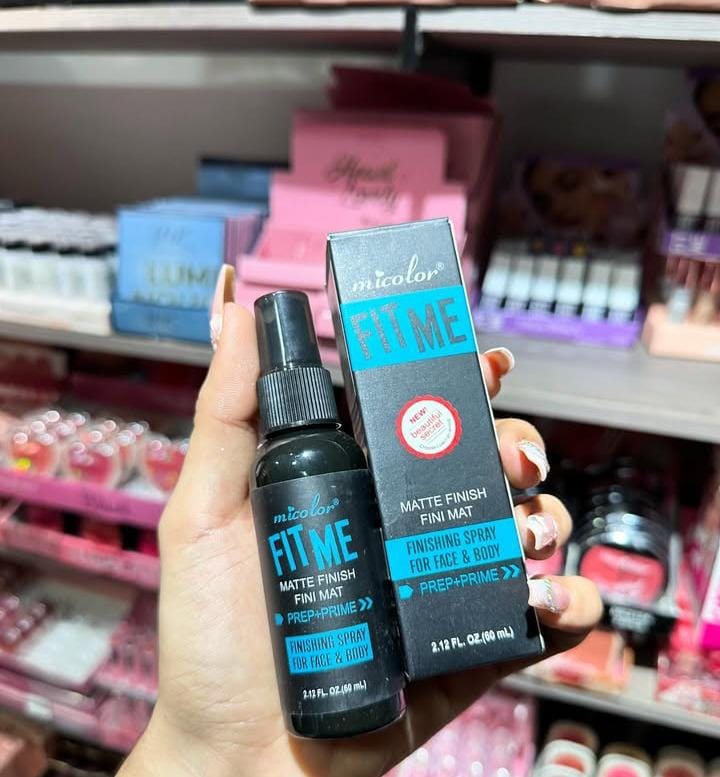 micolor®
FIT ME
NEW!
beautiful
secret
MATTE FINISH
FINI MAT
FINISHING SPRAY
FOR FACE & BODY
PREP+PRIME
2.12 FL. OZ.(60 mL)
micolor®
FIT ME
MATTE FINISH
FINI MAT
PREP+PRIME
FINISHING SPRAY
FOR FACE & BODY
2.12 FL. OZ.(60 mL)
LUMI